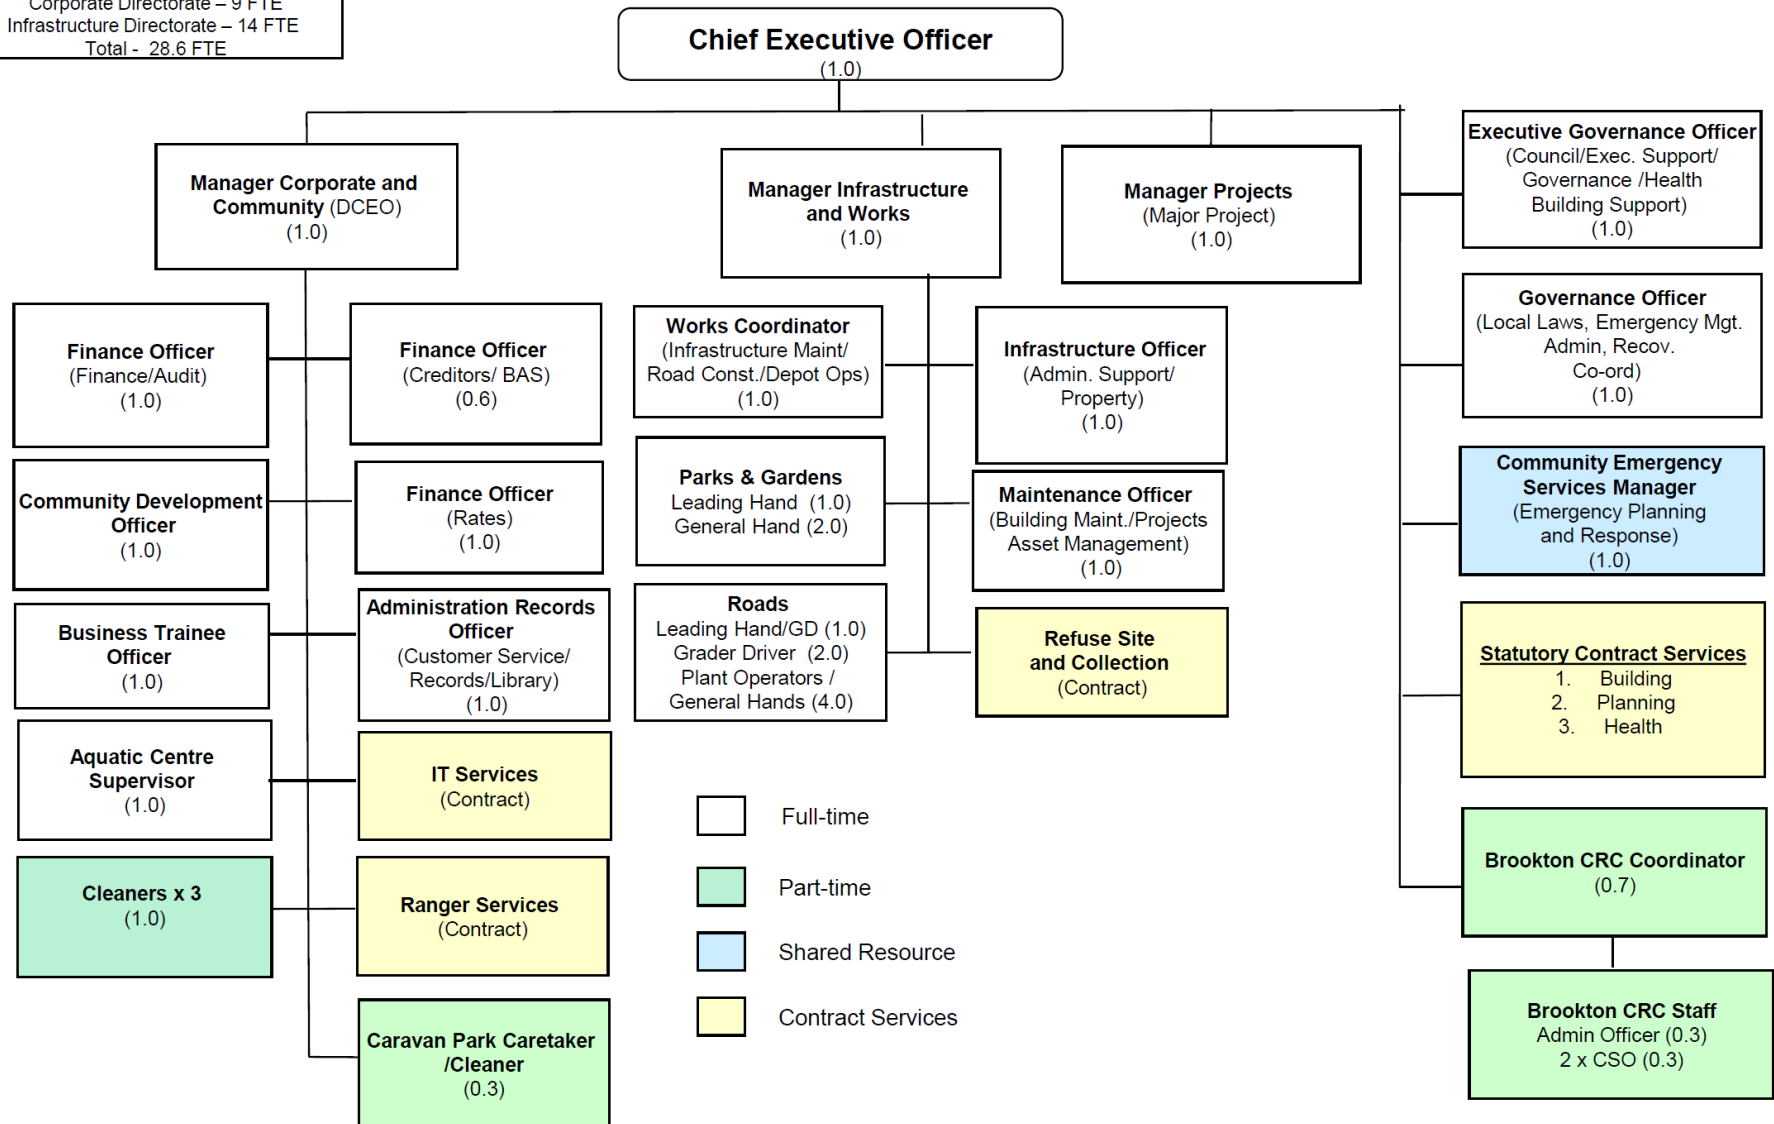 Corporate Directorate – 9 FTE
Infrastructure Directorate – 14 FTE
Total - 28.6 FTE
Chief Executive Officer
(1.0)
Manager Corporate and
Community (DCEO)
(1.0)
Manager Infrastructure
and Works
(1.0)
Manager Projects
(Major Project)
(1.0)
Executive Governance Officer
(Council/Exec. Support/
Governance /Health
Building Support)
(1.0)
Finance Officer
(Finance/Audit)
(1.0)
Finance Officer
(Creditors/ BAS)
(0.6)
Works Coordinator
(Infrastructure Maint/
Road Const./Depot Ops)
(1.0)
Infrastructure Officer
(Admin. Support/
Property)
(1.0)
Governance Officer
(Local Laws, Emergency Mgt.
Admin, Recov.
Co-ord)
(1.0)
Community Development
Officer
(1.0)
Finance Officer
(Rates)
(1.0)
Parks & Gardens
Leading Hand (1.0)
General Hand (2.0)
Maintenance Officer
(Building Maint./Projects
Asset Management)
(1.0)
Community Emergency
Services Manager
(Emergency Planning
and Response)
(1.0)
Business Trainee
Officer
(1.0)
Administration Records
Officer
(Customer Service/
Records/Library)
(1.0)
Roads
Leading Hand/GD (1.0)
Grader Driver (2.0)
Plant Operators /
General Hands (4.0)
Refuse Site
and Collection
(Contract)
Statutory Contract Services
1. Building
2. Planning
3. Health
Aquatic Centre
Supervisor
(1.0)
IT Services
(Contract)
Cleaners x 3
(1.0)
Ranger Services
(Contract)
Caravan Park Caretaker
/Cleaner
(0.3)
Full-time
Part-time
Shared Resource
Contract Services
Brookton CRC Coordinator
(0.7)
Brookton CRC Staff
Admin Officer (0.3)
2 x CSO (0.3)